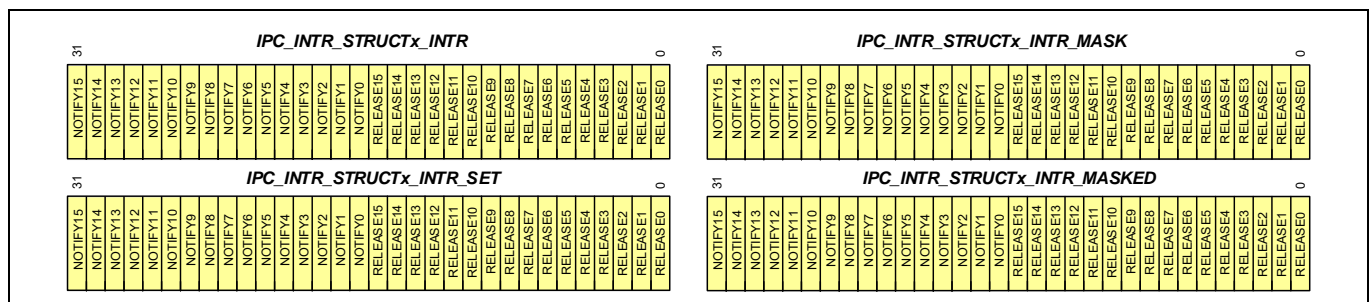 IPC_INTR_STRUCTx_INTR
31
0
NOTIFY15 NOTIFY14 NOTIFY13 NOTIFY12 NOTIFY11 NOTIFY10 NOTIFY9 NOTIFY8 NOTIFY7 NOTIFY6 NOTIFY5 NOTIFY4 NOTIFY3 NOTIFY2 NOTIFY1 NOTIFY0 RELEASE15 RELEASE14 RELEASE13 RELEASE12 RELEASE11 RELEASE10 RELEASE9 RELEASE8 RELEASE7 RELEASE6 RELEASE5 RELEASE4 RELEASE3 RELEASE2 RELEASE1 RELEASE0
IPC_INTR_STRUCTx_INTR_MASK
31
0
NOTIFY15 NOTIFY14 NOTIFY13 NOTIFY12 NOTIFY11 NOTIFY10 NOTIFY9 NOTIFY8 NOTIFY7 NOTIFY6 NOTIFY5 NOTIFY4 NOTIFY3 NOTIFY2 NOTIFY1 NOTIFY0 RELEASE15 RELEASE14 RELEASE13 RELEASE12 RELEASE11 RELEASE10 RELEASE9 RELEASE8 RELEASE7 RELEASE6 RELEASE5 RELEASE4 RELEASE3 RELEASE2 RELEASE1 RELEASE0
IPC_INTR_STRUCTx_INTR_SET
31
0
NOTIFY15 NOTIFY14 NOTIFY13 NOTIFY12 NOTIFY11 NOTIFY10 NOTIFY9 NOTIFY8 NOTIFY7 NOTIFY6 NOTIFY5 NOTIFY4 NOTIFY3 NOTIFY2 NOTIFY1 NOTIFY0 RELEASE15 RELEASE14 RELEASE13 RELEASE12 RELEASE11 RELEASE10 RELEASE9 RELEASE8 RELEASE7 RELEASE6 RELEASE5 RELEASE4 RELEASE3 RELEASE2 RELEASE1 RELEASE0
IPC_INTR_STRUCTx_INTR_MASKED
31
0
NOTIFY15 NOTIFY14 NOTIFY13 NOTIFY12 NOTIFY11 NOTIFY10 NOTIFY9 NOTIFY8 NOTIFY7 NOTIFY6 NOTIFY5 NOTIFY4 NOTIFY3 NOTIFY2 NOTIFY1 NOTIFY0 RELEASE15 RELEASE14 RELEASE13 RELEASE12 RELEASE11 RELEASE10 RELEASE9 RELEASE8 RELEASE7 RELEASE6 RELEASE5 RELEASE4 RELEASE3 RELEASE2 RELEASE1 RELEASE0